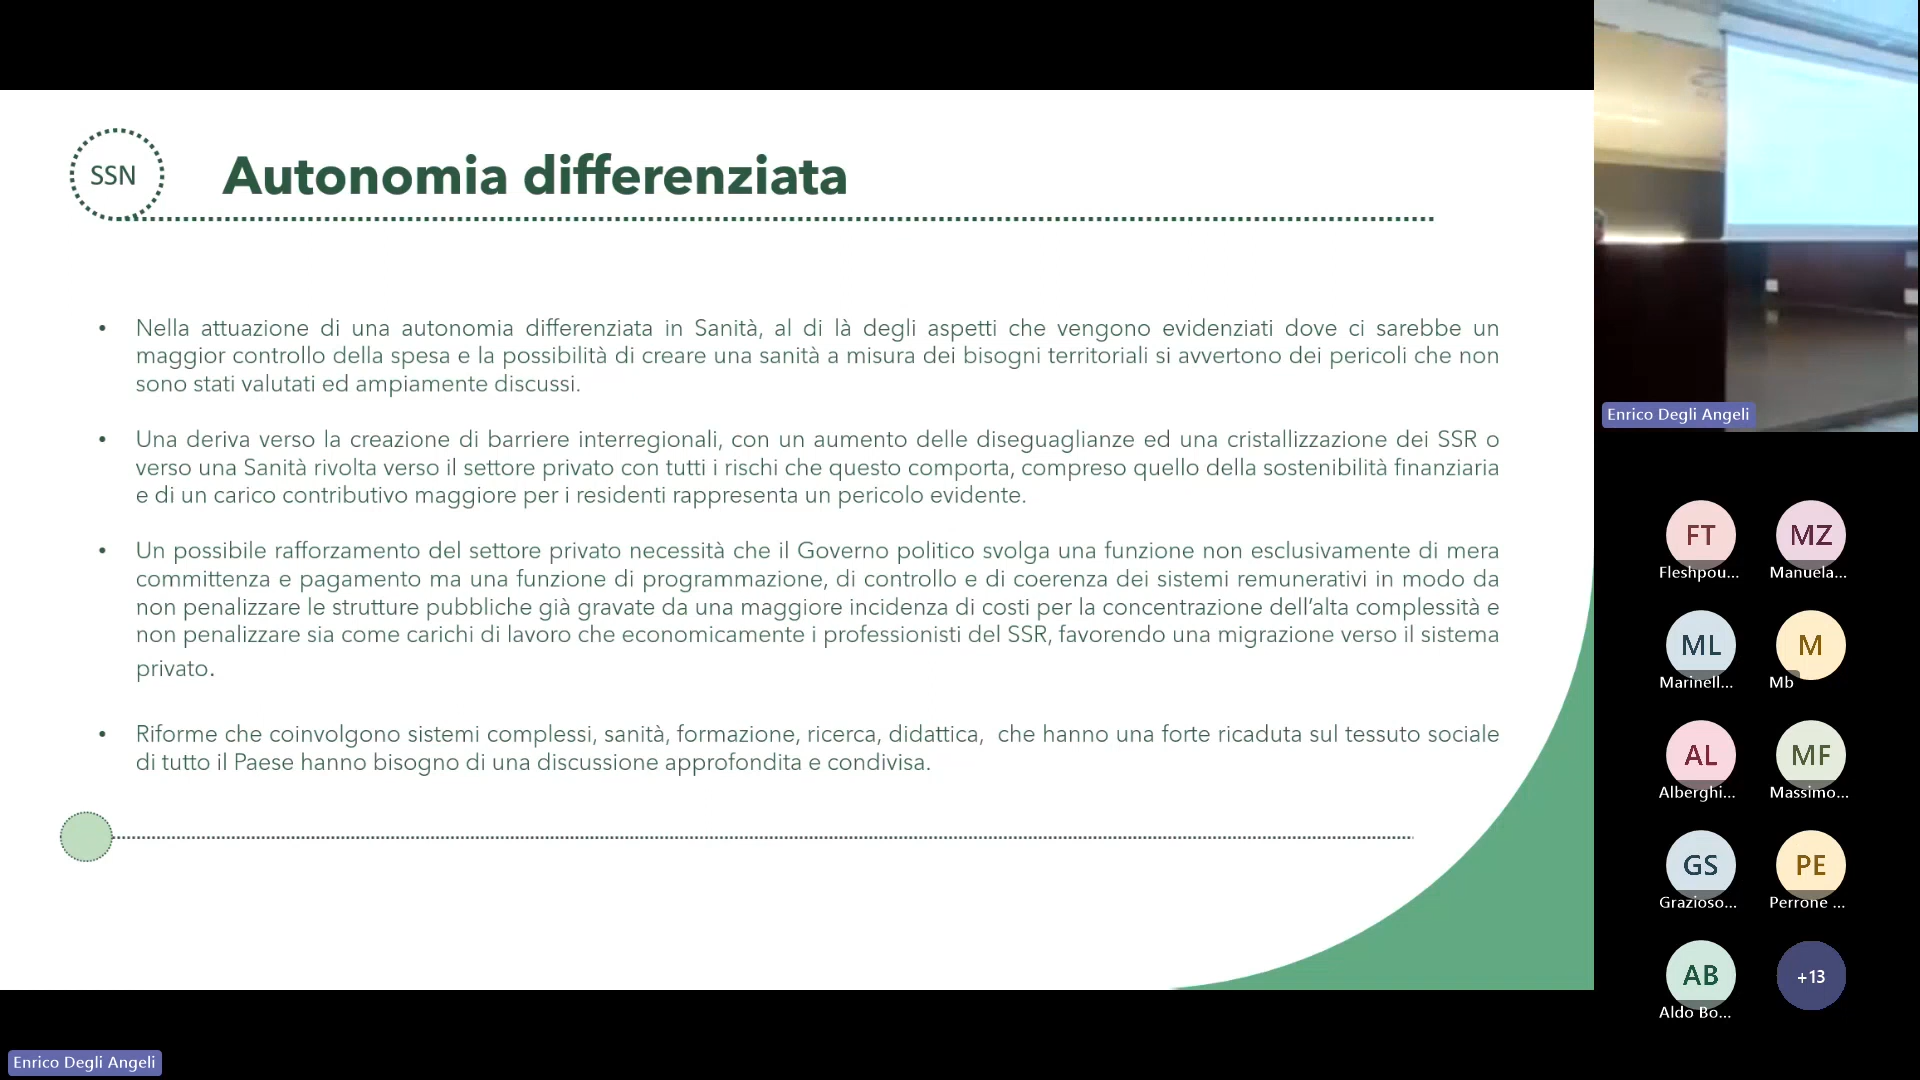 SSN
Autonomia differenziata
• Nella attuazione di una autonomia differenziata in Sanità, al di là degli aspetti che vengono evidenziati dove ci sarebbe un
maggior controllo della spesa e la possibilità di creare una sanità a misura dei bisogni territoriali si avvertono dei pericoli che non
sono stati valutati ed ampiamente discussi.
• Una deriva verso la creazione di barriere interregionali, con un aumento delle diseguaglianze ed una cristallizzazione dei SSR o
verso una Sanità rivolta verso il settore privato con tutti i rischi che questo comporta, compreso quello della sostenibilità finanziaria
e di un carico contributivo maggiore per i residenti rappresenta un pericolo evidente.
• Un possibile rafforzamento del settore privato necessità che il Governo politico svolga una funzione non esclusivamente di mera
committenza e pagamento ma una funzione di programmazione, di controllo e di coerenza dei sistemi remunerativi in modo da
non penalizzare le strutture pubbliche già gravate da una maggiore incidenza di costi per la concentrazione dell’alta complessità e
non penalizzare sia come carichi di lavoro che economicamente i professionisti del SSR, favorendo una migrazione verso il sistema
privato.
• Riforme che coinvolgono sistemi complessi, sanità, formazione, ricerca, didattica, che hanno una forte ricaduta sul tessuto sociale
di tutto il Paese hanno bisogno di una discussione approfondita e condivisa.
Enrico Degli Angeli
FT MZ
Fleshpou... Manuela...
ML M
Marinell... Mb
AL MF
Alberghi... Massimo...
GS PE
Grazioso... Perrone ...
AB +13
Aldo Bo...
Enrico Degli Angeli